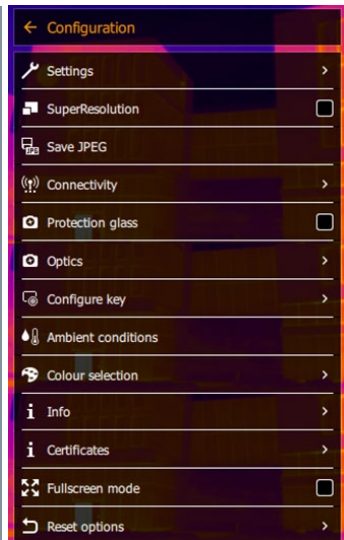 Configuration
Settings
SuperResolution
Save JPEG
Connectivity
Protection glass
Optics
Configure key
Ambient conditions
Colour selection
Info
Certificates
Fullscreen mode
Reset options